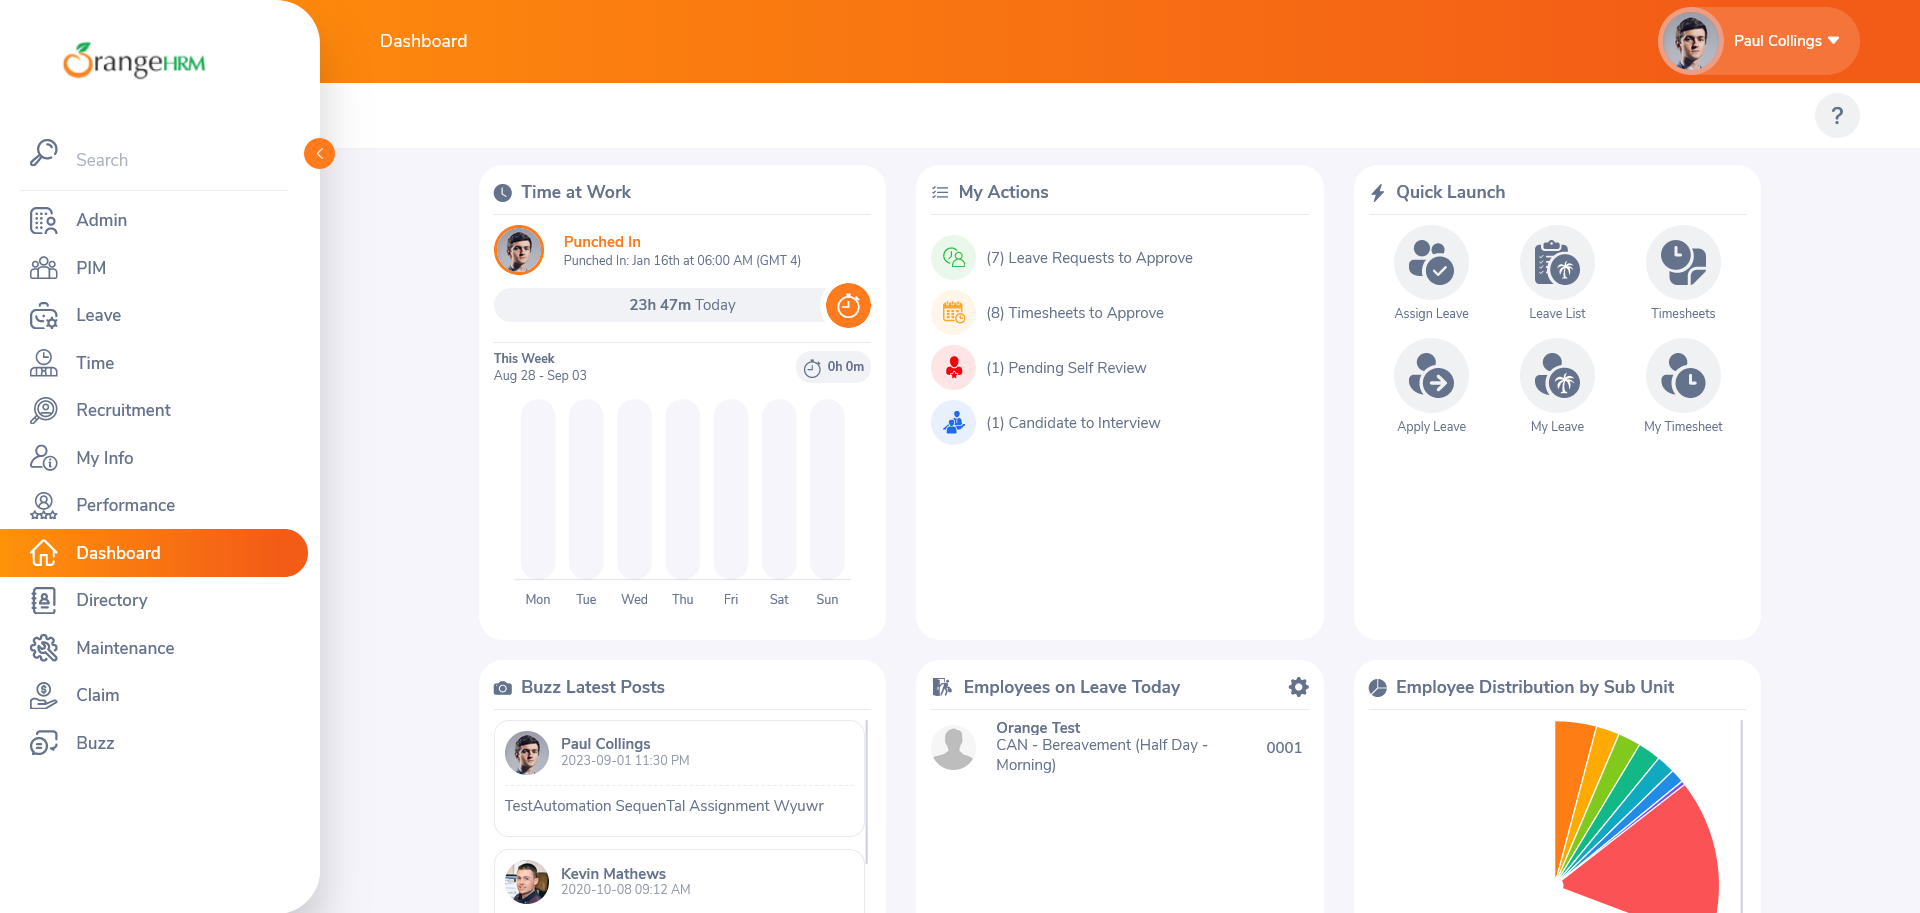 OrangeHRM
Search
Admin
PIM
Leave
Time
Recruitment
My Info
Performance
Dashboard
Directory
Maintenance
Claim
Buzz
Dashboard
Paul Collings
?
Time at Work
Punched In
Punched In: Jan 16th at 06:00 AM (GMT 4)
23h 47m Today
This Week
Aug 28 - Sep 03
0h 0m
Mon Tue Wed Thu Fri Sat Sun
My Actions
(7) Leave Requests to Approve
(8) Timesheets to Approve
(1) Pending Self Review
(1) Candidate to Interview
Quick Launch
Assign Leave Leave List Timesheets
Apply Leave My Leave My Timesheet
Buzz Latest Posts
Paul Collings
2023-09-01 11:30 PM
TestAutomation SequenTal Assignment Wyuwr
Kevin Mathews
2020-10-08 09:12 AM
Employees on Leave Today
Orange Test
CAN - Bereavement (Half Day -
Morning)
0001
Employee Distribution by Sub Unit